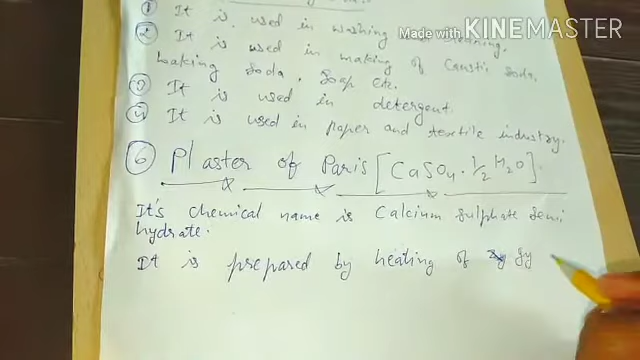 ① It is used in washing and cleaning.
② It is used in making of Caustic Soda,
baking Soda, Soap etc.
③ It is used in detergent.
④ It is used in paper and textile industry.
⑥ Plaster of Paris [CaSO4 · 1/2 H2O].
It's chemical name is Calcium Sulphate Semi
hydrate.
It is prepared by heating of Gy
Made with KINEMASTER